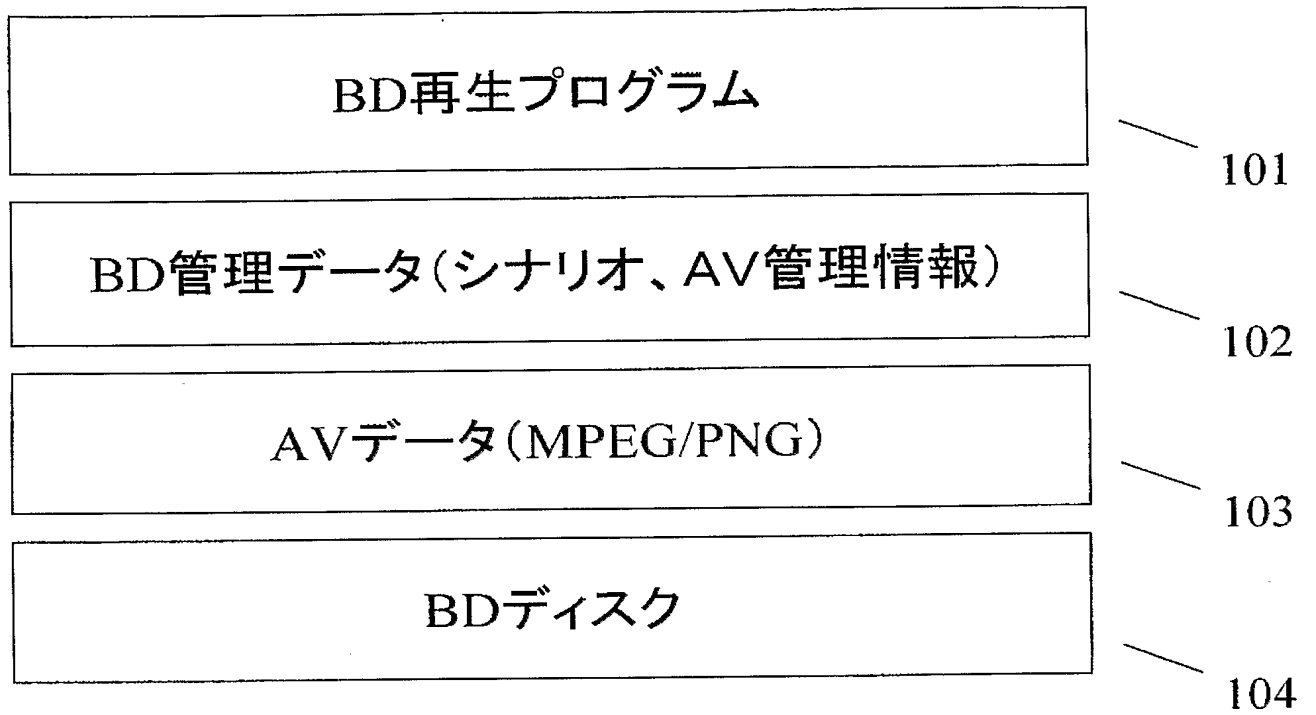 BD再生プログラム
101
BD管理データ(シナリオ、AV管理情報)
102
AVデータ(MPEG/PNG)
103
BDディスク
104